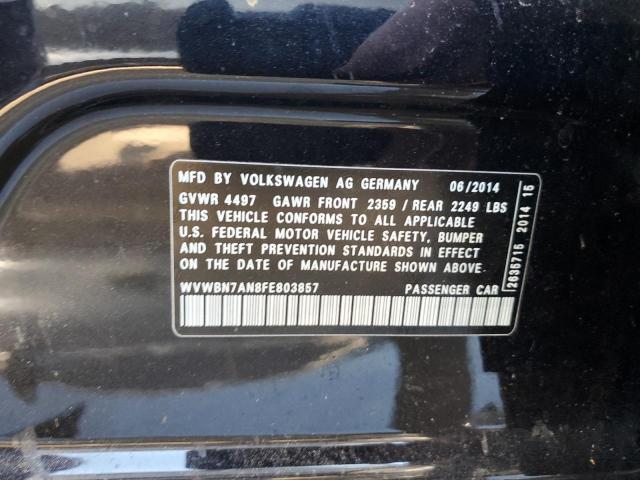 MFD BY VOLKSWAGEN AG GERMANY 06/2014
GVWR 4497 GAWR FRONT 2359 / REAR 2249 LBS
THIS VEHICLE CONFORMS TO ALL APPLICABLE
U.S. FEDERAL MOTOR VEHICLE SAFETY, BUMPER
AND THEFT PREVENTION STANDARDS IN EFFECT
ON THE DATE OF MANUFACTURE SHOWN ABOVE.
WVWBN7AN8FE803857 PASSENGER CAR
2635715 2014 15